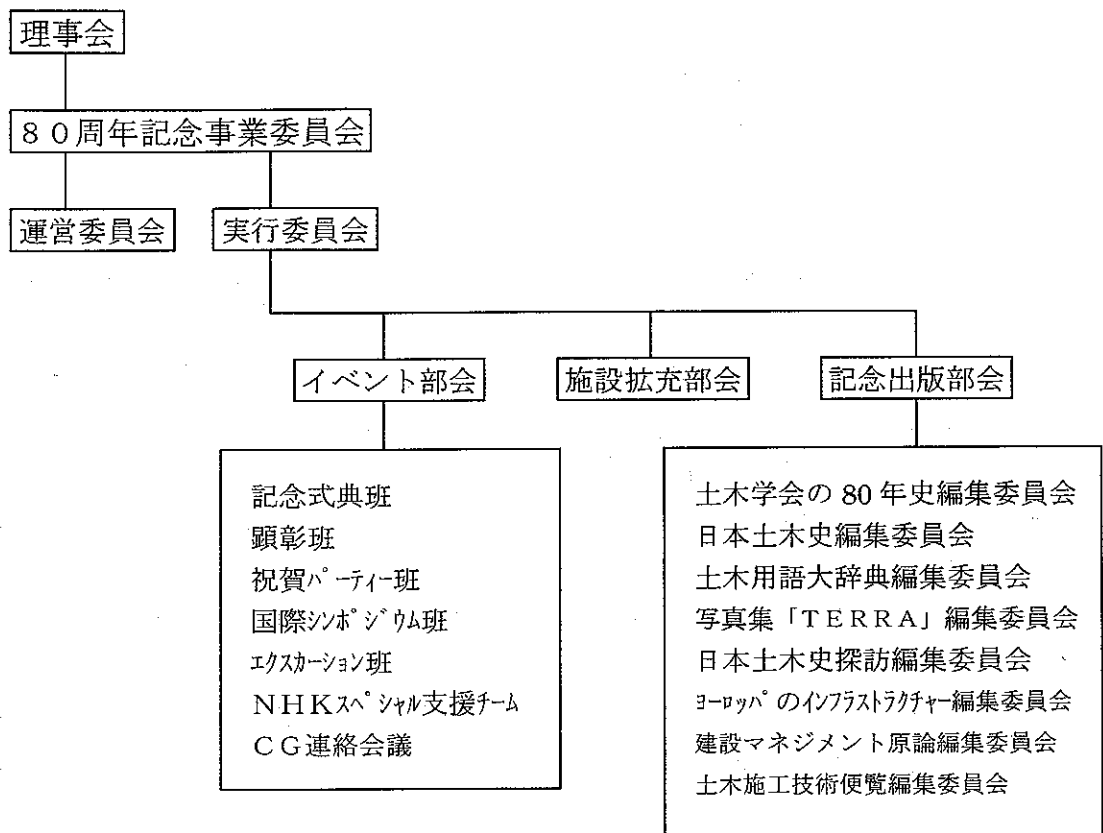 理事会
80周年記念事業委員会
運営委員会
実行委員会
イベント部会
施設拡充部会
記念出版部会
記念式典班
顕彰班
祝賀ﾊﾟｰﾃｨｰ班
国際ｼﾝﾎﾟｼﾞｳﾑ班
ｴｸｽｶｰｼｮﾝ班
NHKｽﾍﾟｼｬﾙ支援ﾁｰﾑ
CG連絡会議
土木学会の80年史編集委員会
日本土木史編集委員会
土木用語大辞典編集委員会
写真集「TERRA」編集委員会
日本土木史探訪編集委員会
ﾖｰﾛｯﾊﾟのｲﾝﾌﾗｽﾄﾗｸﾁｬｰ編集委員会
建設マネジメント原論編集委員会
土木施工技術便覧編集委員会